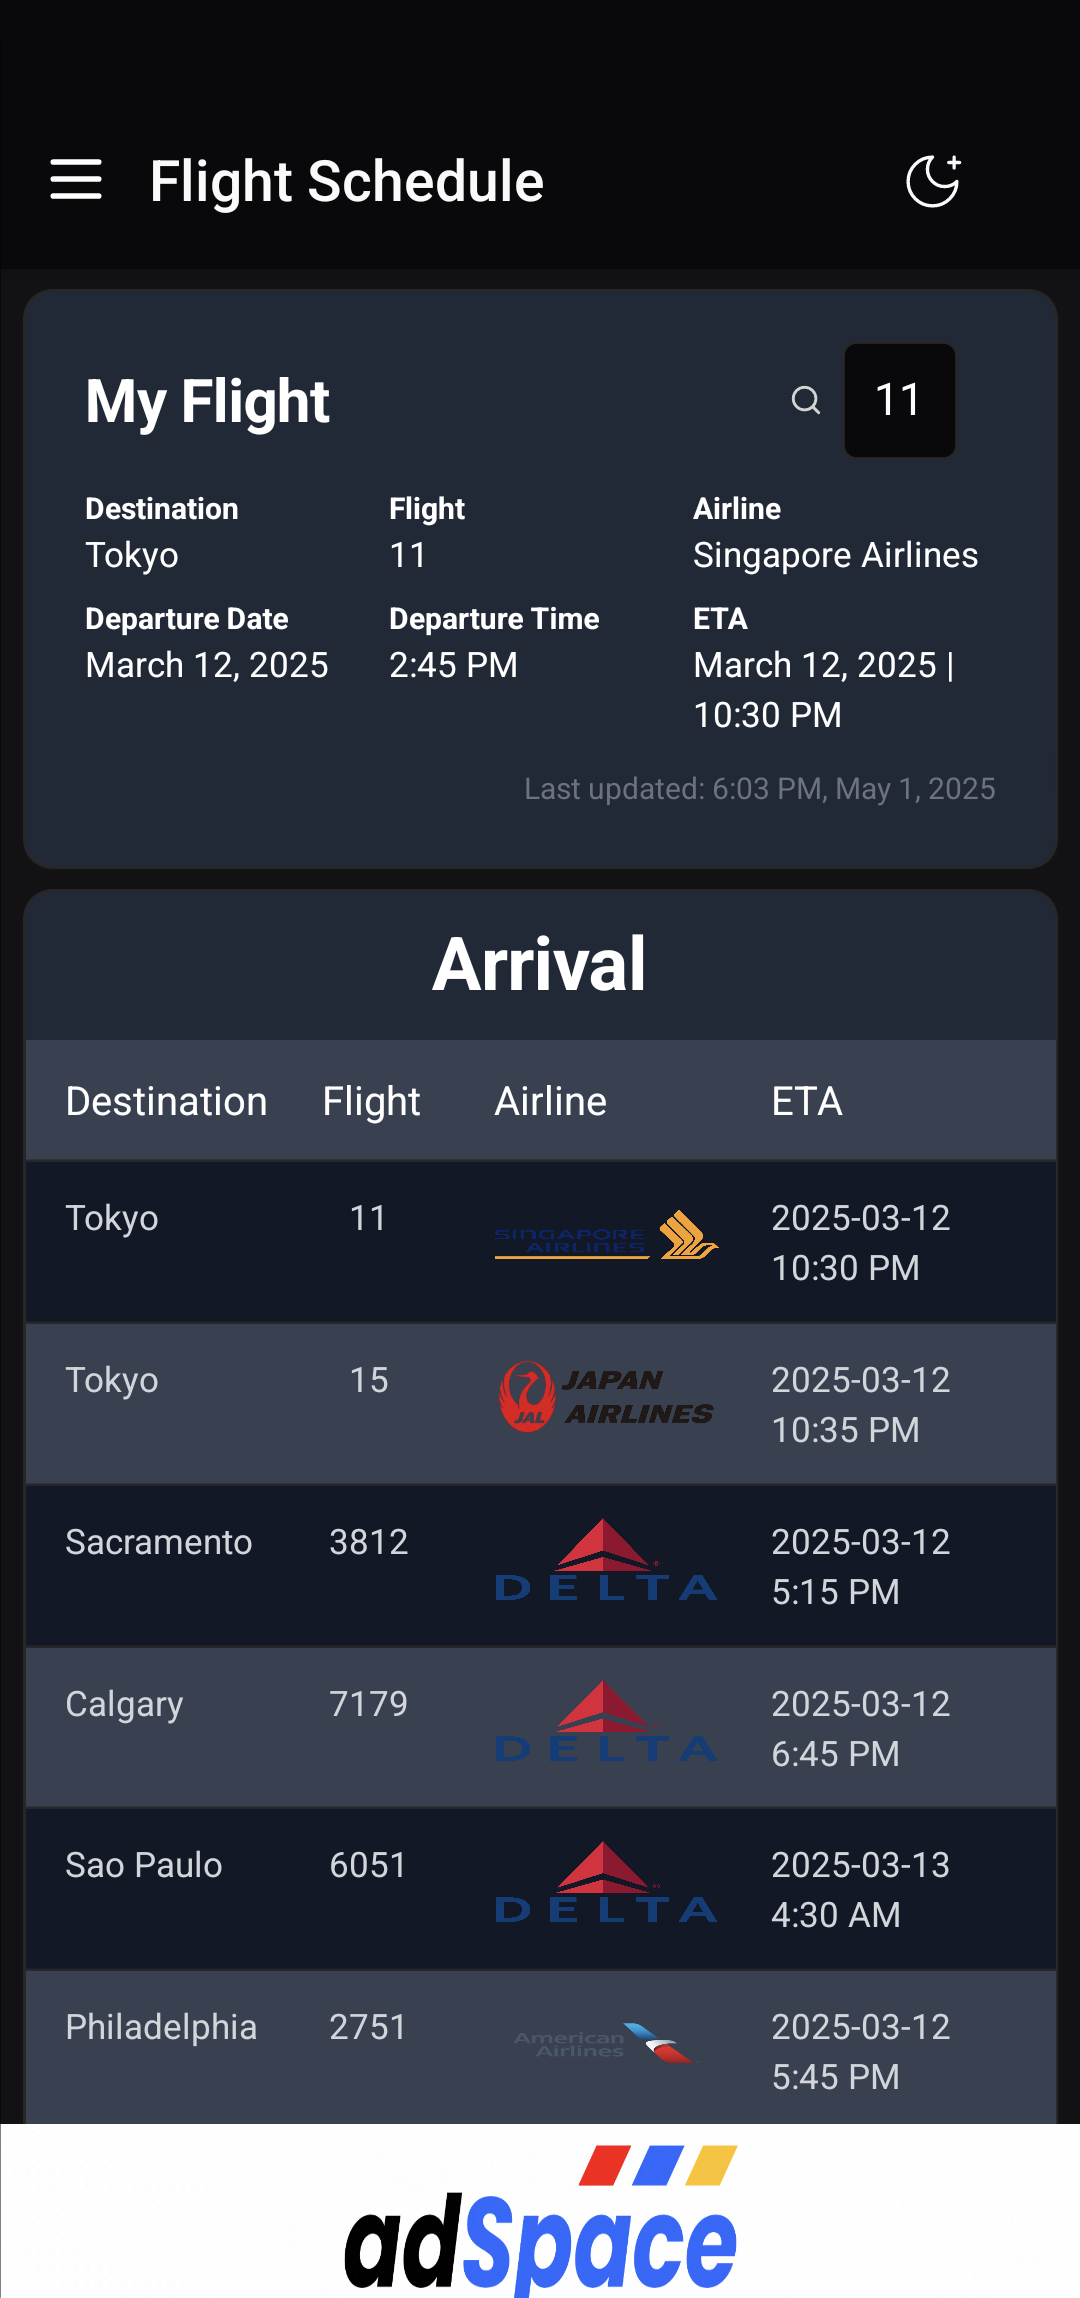 Flight Schedule
My Flight
11
Destination Flight Airline
Tokyo 11 Singapore Airlines
Departure Date Departure Time ETA
March 12, 2025 2:45 PM March 12, 2025 |
10:30 PM
Last updated: 6:03 PM, May 1, 2025
Arrival
Destination Flight Airline ETA
Tokyo 11 SINGAPORE AIRLINES 2025-03-12
10:30 PM
Tokyo 15 JAL JAPAN AIRLINES 2025-03-12
10:35 PM
Sacramento 3812 DELTA 2025-03-12
5:15 PM
Calgary 7179 DELTA 2025-03-12
6:45 PM
Sao Paulo 6051 DELTA 2025-03-13
4:30 AM
Philadelphia 2751 American Airlines 2025-03-12
5:45 PM
adSpace